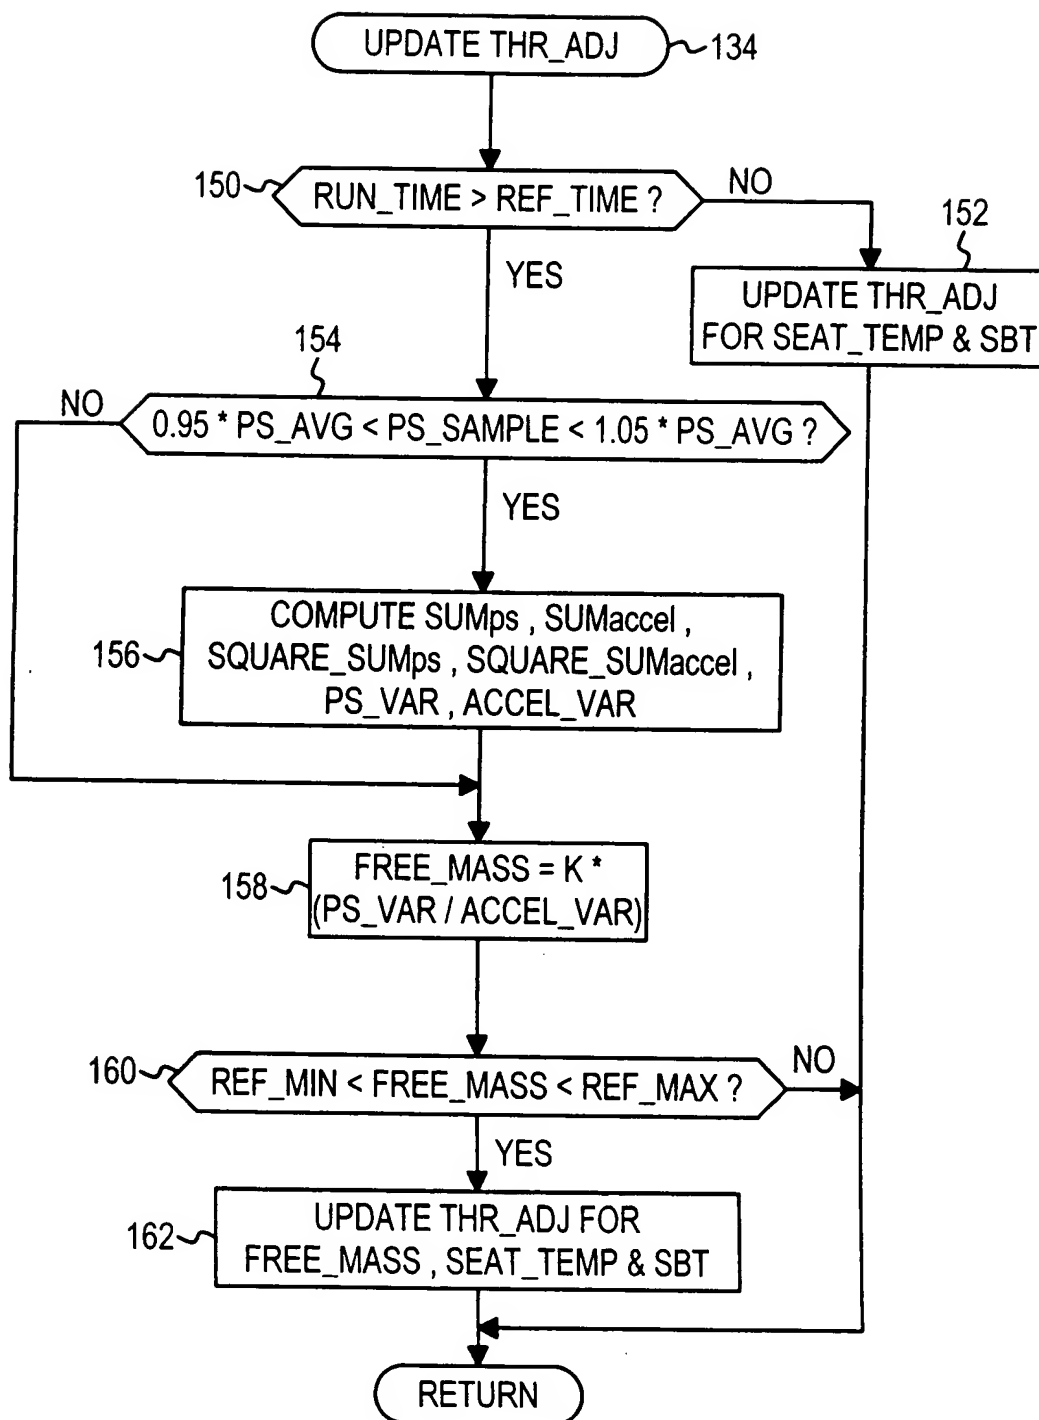 UPDATE THR_ADJ
134
150
RUN_TIME > REF_TIME ?
NO
152
YES
UPDATE THR_ADJ
FOR SEAT_TEMP & SBT
154
NO
0.95 * PS_AVG < PS_SAMPLE < 1.05 * PS_AVG ?
YES
156
COMPUTE SUMps , SUMaccel ,
SQUARE_SUMps , SQUARE_SUMaccel ,
PS_VAR , ACCEL_VAR
158
FREE_MASS = K *
(PS_VAR / ACCEL_VAR)
160
REF_MIN < FREE_MASS < REF_MAX ?
NO
YES
162
UPDATE THR_ADJ FOR
FREE_MASS , SEAT_TEMP & SBT
RETURN